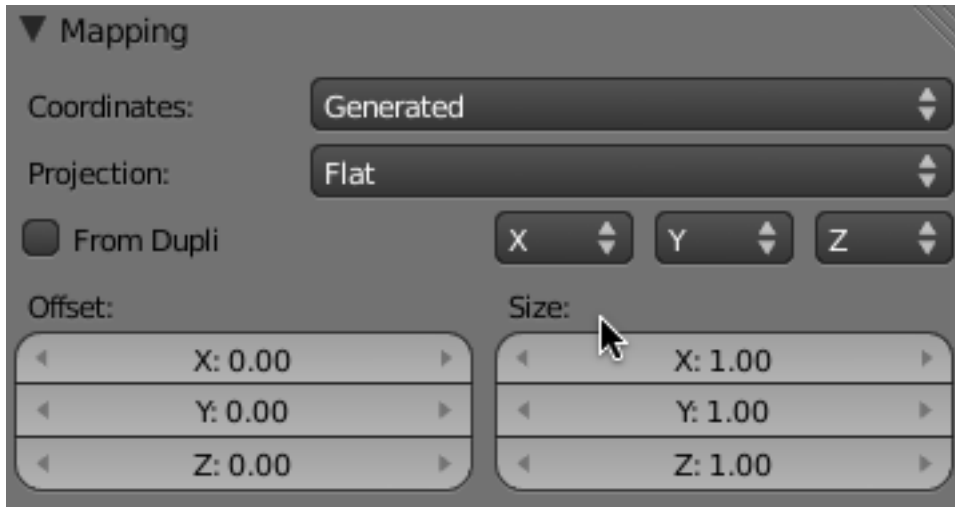 Mapping
Coordinates: Generated
Projection: Flat
From Dupli X Y Z
Offset: Size:
X: 0.00 X: 1.00
Y: 0.00 Y: 1.00
Z: 0.00 Z: 1.00